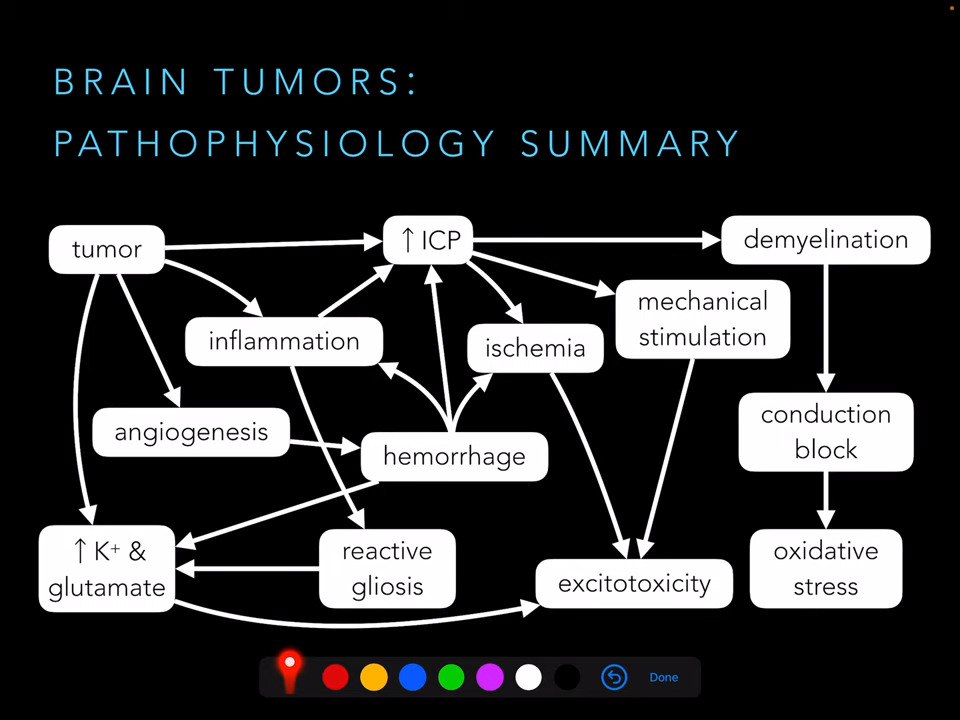 BRAIN TUMORS:
PATHOPHYSIOLOGY SUMMARY
tumor
↑ ICP
demyelination
mechanical
stimulation
inflammation
ischemia
angiogenesis
hemorrhage
conduction
block
↑ K⁺ &
glutamate
reactive
gliosis
excitotoxicity
oxidative
stress
Done